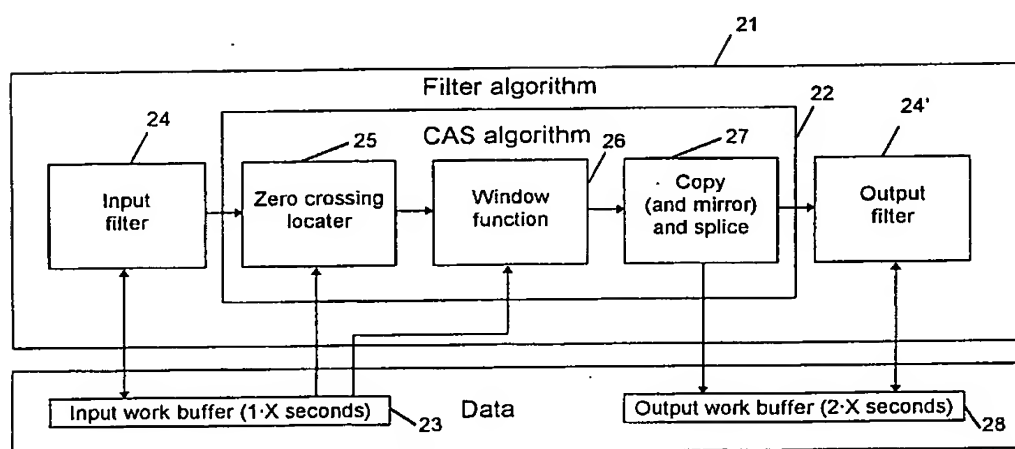 21
Filter algorithm
22
24
CAS algorithm
24'
25
26
27
Input
filter
Zero crossing
locater
Window
function
Copy
(and mirror)
and splice
Output
filter
Input work buffer (1·X seconds)
23
Data
Output work buffer (2·X seconds)
28